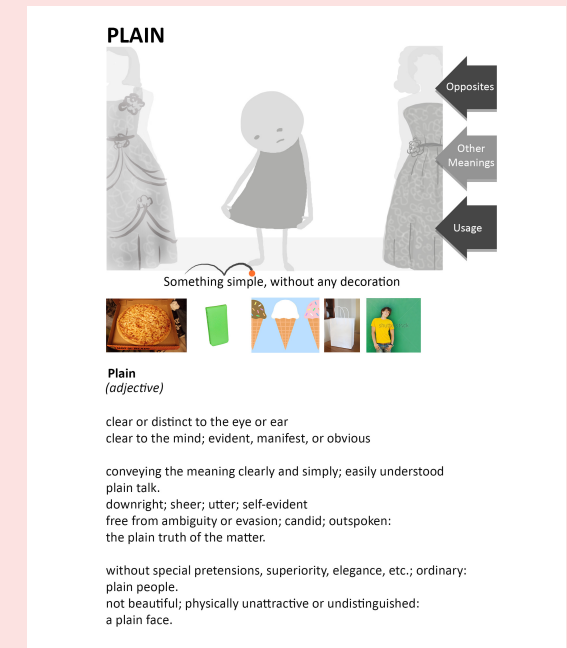 PLAIN
Opposites
Other
Meanings
Usage
Something simple, without any decoration
Plain
(adjective)
clear or distinct to the eye or ear
clear to the mind; evident, manifest, or obvious
conveying the meaning clearly and simply; easily understood
plain talk.
downright; sheer; utter; self-evident
free from ambiguity or evasion; candid; outspoken:
the plain truth of the matter.
without special pretensions, superiority, elegance, etc.; ordinary:
plain people.
not beautiful; physically unattractive or undistinguished:
a plain face.